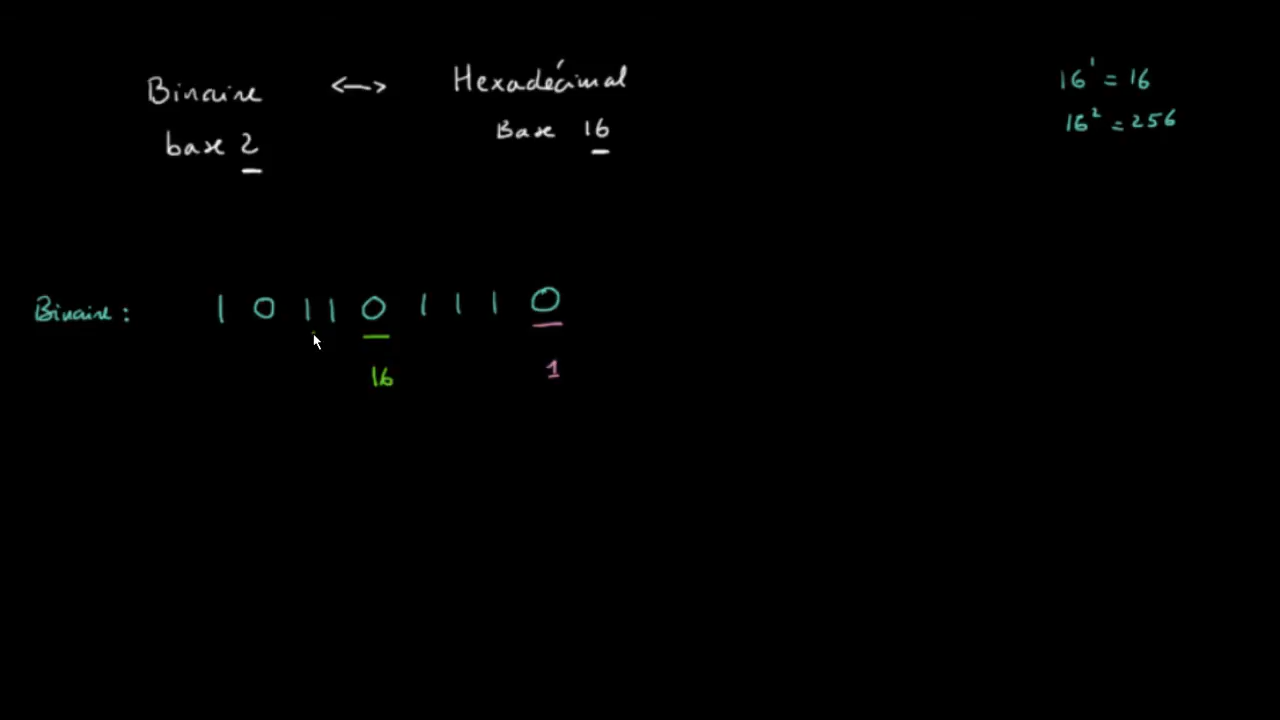 Binaire <-> Hexadécimal
base 2 Base 16
16¹ = 16
16² = 256
Binaire : 1 0 1 1 0 1 1 1 0
16 1